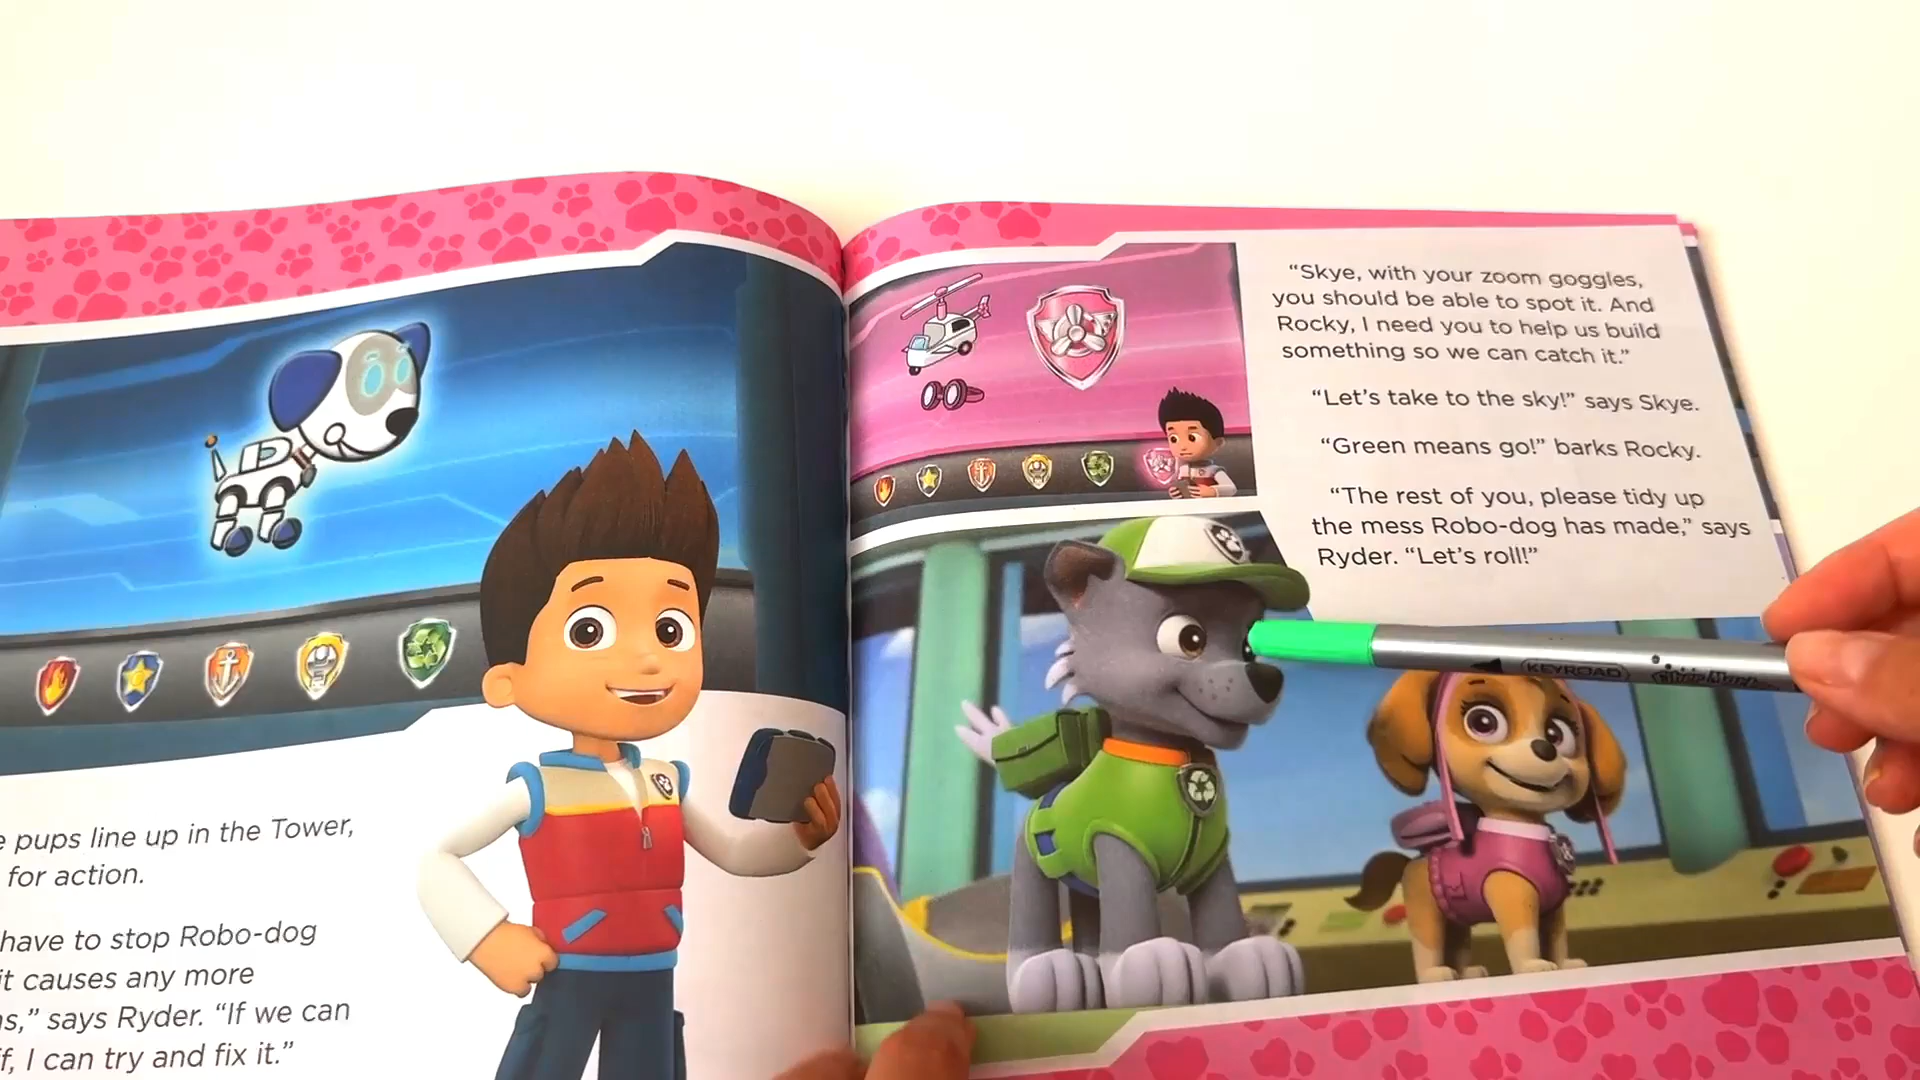 pups line up in the Tower,
for action.
have to stop Robo-dog
it causes any more
says Ryder. “If we can
I can try and fix it.”
“Skye, with your zoom goggles,
you should be able to spot it. And
Rocky, I need you to help us build
something so we can catch it.”
“Let’s take to the sky!” says Skye.
“Green means go!” barks Rocky.
“The rest of you, please tidy up
the mess Robo-dog has made,” says
Ryder. “Let’s roll!”
KEYROAD